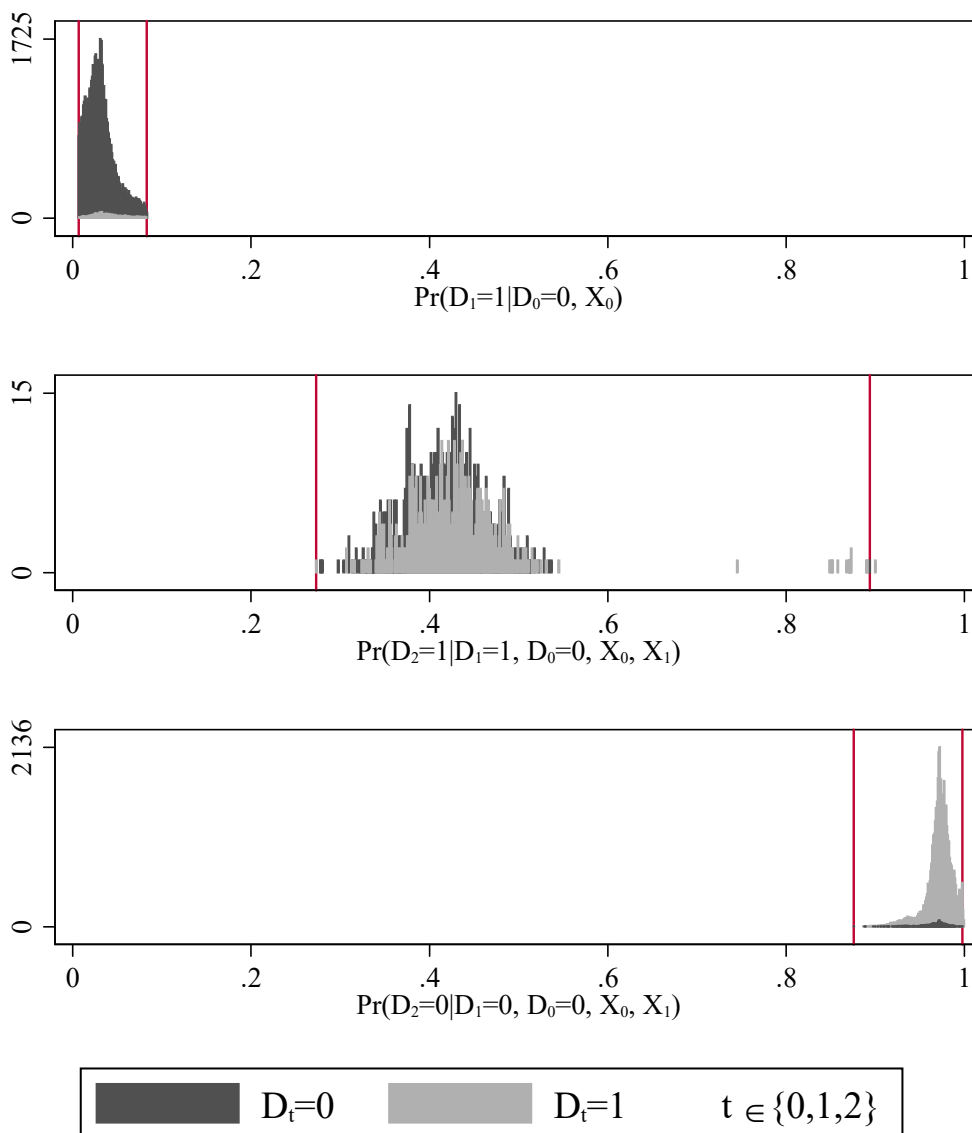 1725
0
0 .2 .4 .6 .8 1
Pr(D₁=1|D₀=0, X₀)
15
0
0 .2 .4 .6 .8 1
Pr(D₂=1|D₁=1, D₀=0, X₀, X₁)
2136
0
0 .2 .4 .6 .8 1
Pr(D₂=0|D₁=0, D₀=0, X₀, X₁)
Dₜ=0 Dₜ=1 t ∈{0,1,2}